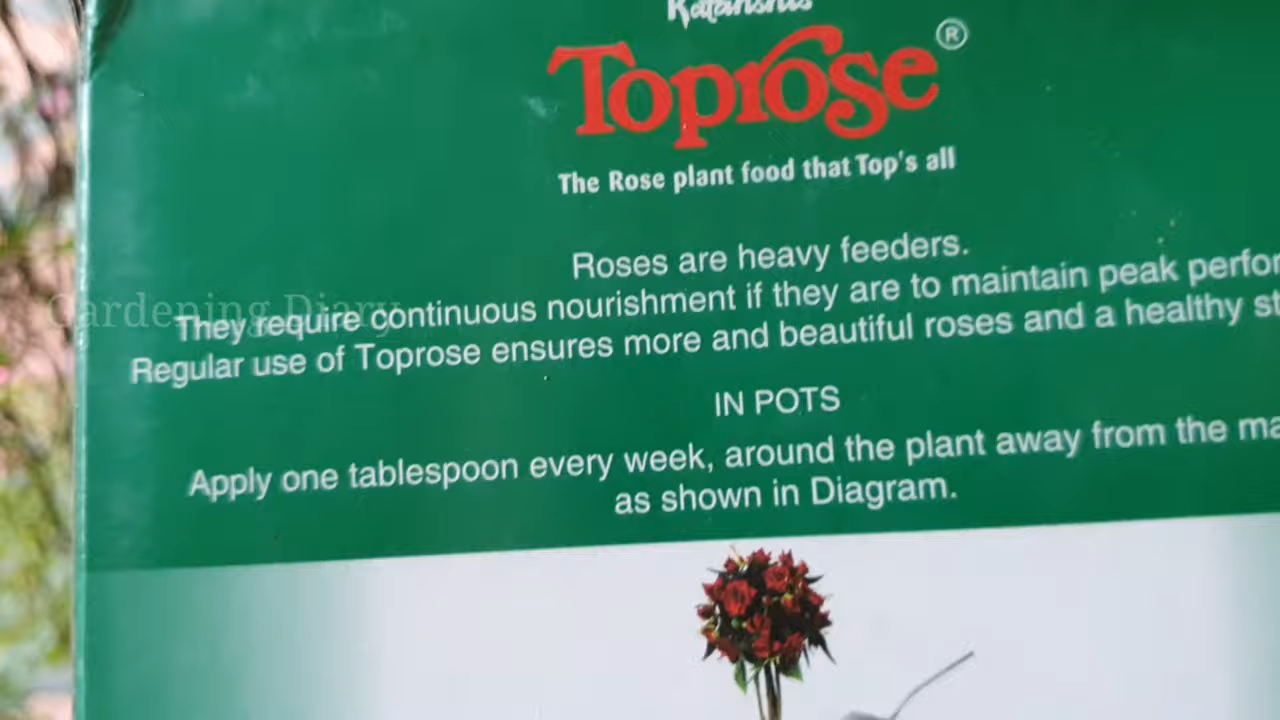 Toprose®
The Rose plant food that Top's all
Roses are heavy feeders.
They require continuous nourishment if they are to maintain peak
Regular use of Toprose ensures more and beautiful roses and a healthy
Gardening Diary
IN POTS
Apply one tablespoon every week, around the plant away from the
as shown in Diagram.